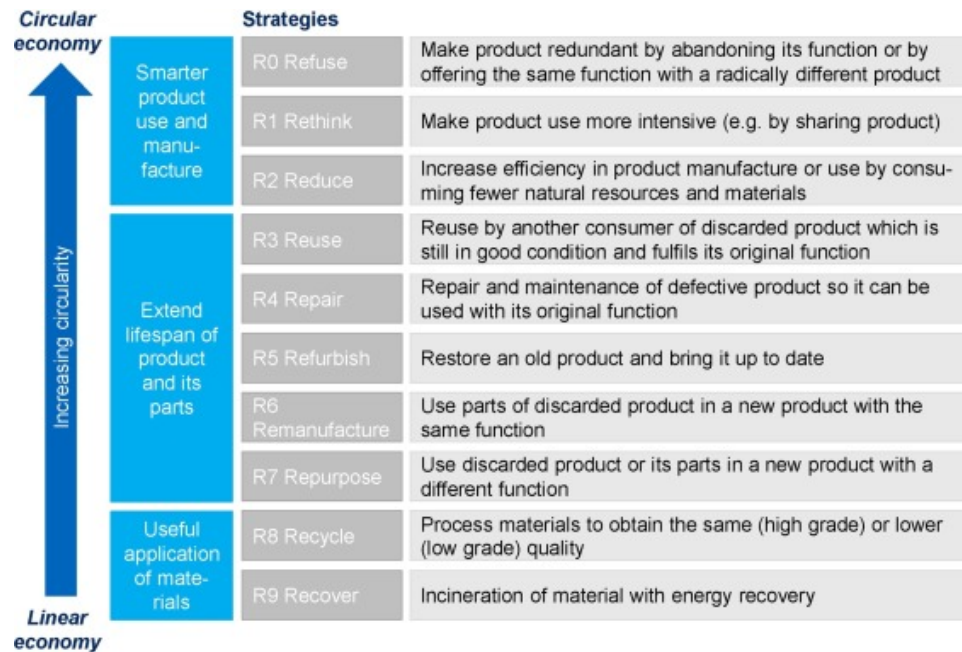 Circular
economy
Strategies
Increasing circularity
Smarter
product
use and
manu-
facture
R0 Refuse
Make product redundant by abandoning its function or by
offering the same function with a radically different product
R1 Rethink
Make product use more intensive (e.g. by sharing product)
R2 Reduce
Increase efficiency in product manufacture or use by consu-
ming fewer natural resources and materials
Extend
lifespan of
product
and its
parts
R3 Reuse
Reuse by another consumer of discarded product which is
still in good condition and fulfils its original function
R4 Repair
Repair and maintenance of defective product so it can be
used with its original function
R5 Refurbish
Restore an old product and bring it up to date
R6
Remanufacture
Use parts of discarded product in a new product with the
same function
R7 Repurpose
Use discarded product or its parts in a new product with a
different function
Useful
application
of mate-
rials
R8 Recycle
Process materials to obtain the same (high grade) or lower
(low grade) quality
R9 Recover
Incineration of material with energy recovery
Linear
economy